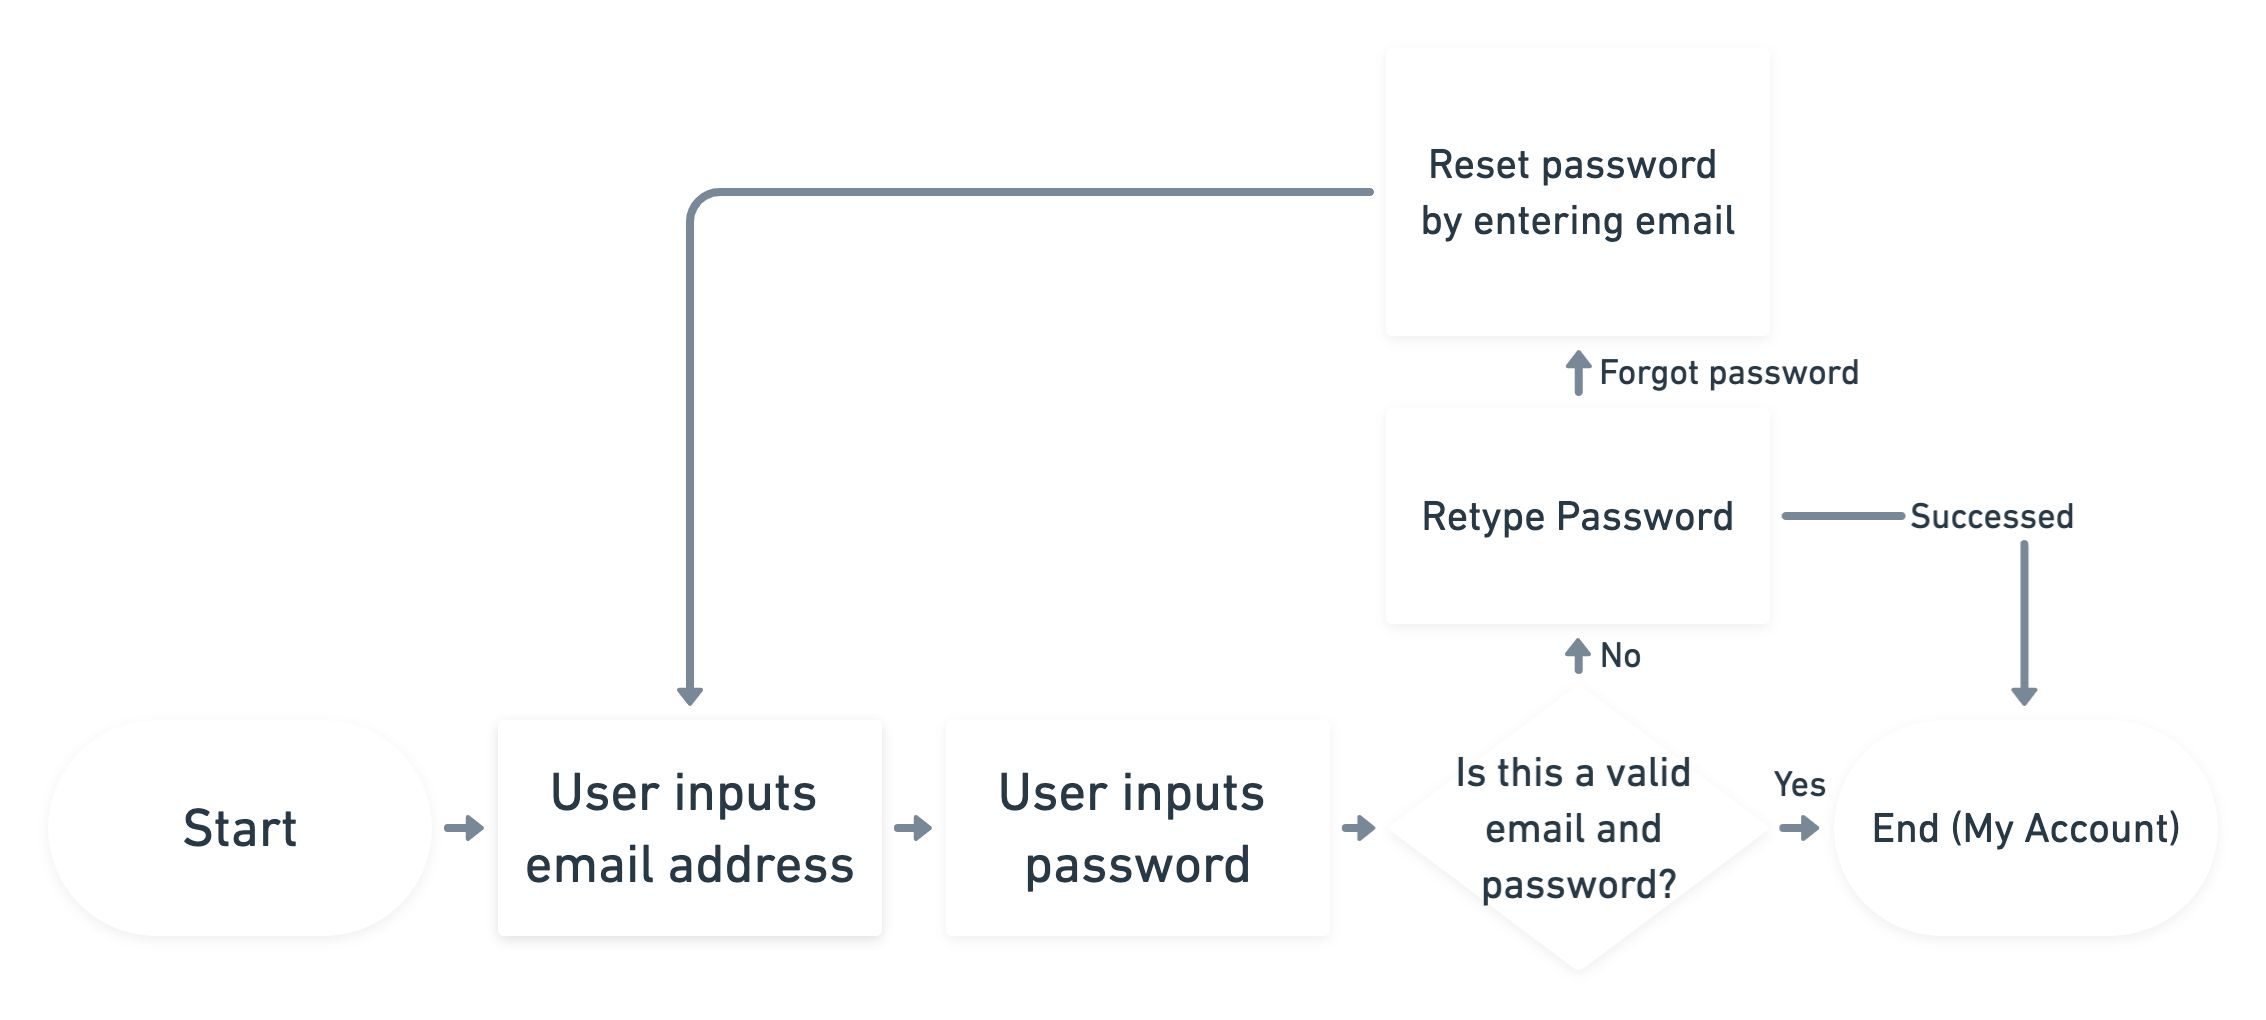 Reset password
by entering email
Forgot password
Retype Password
Successed
No
Start
User inputs
email address
User inputs
password
Is this a valid
email and
password?
Yes
End (My Account)